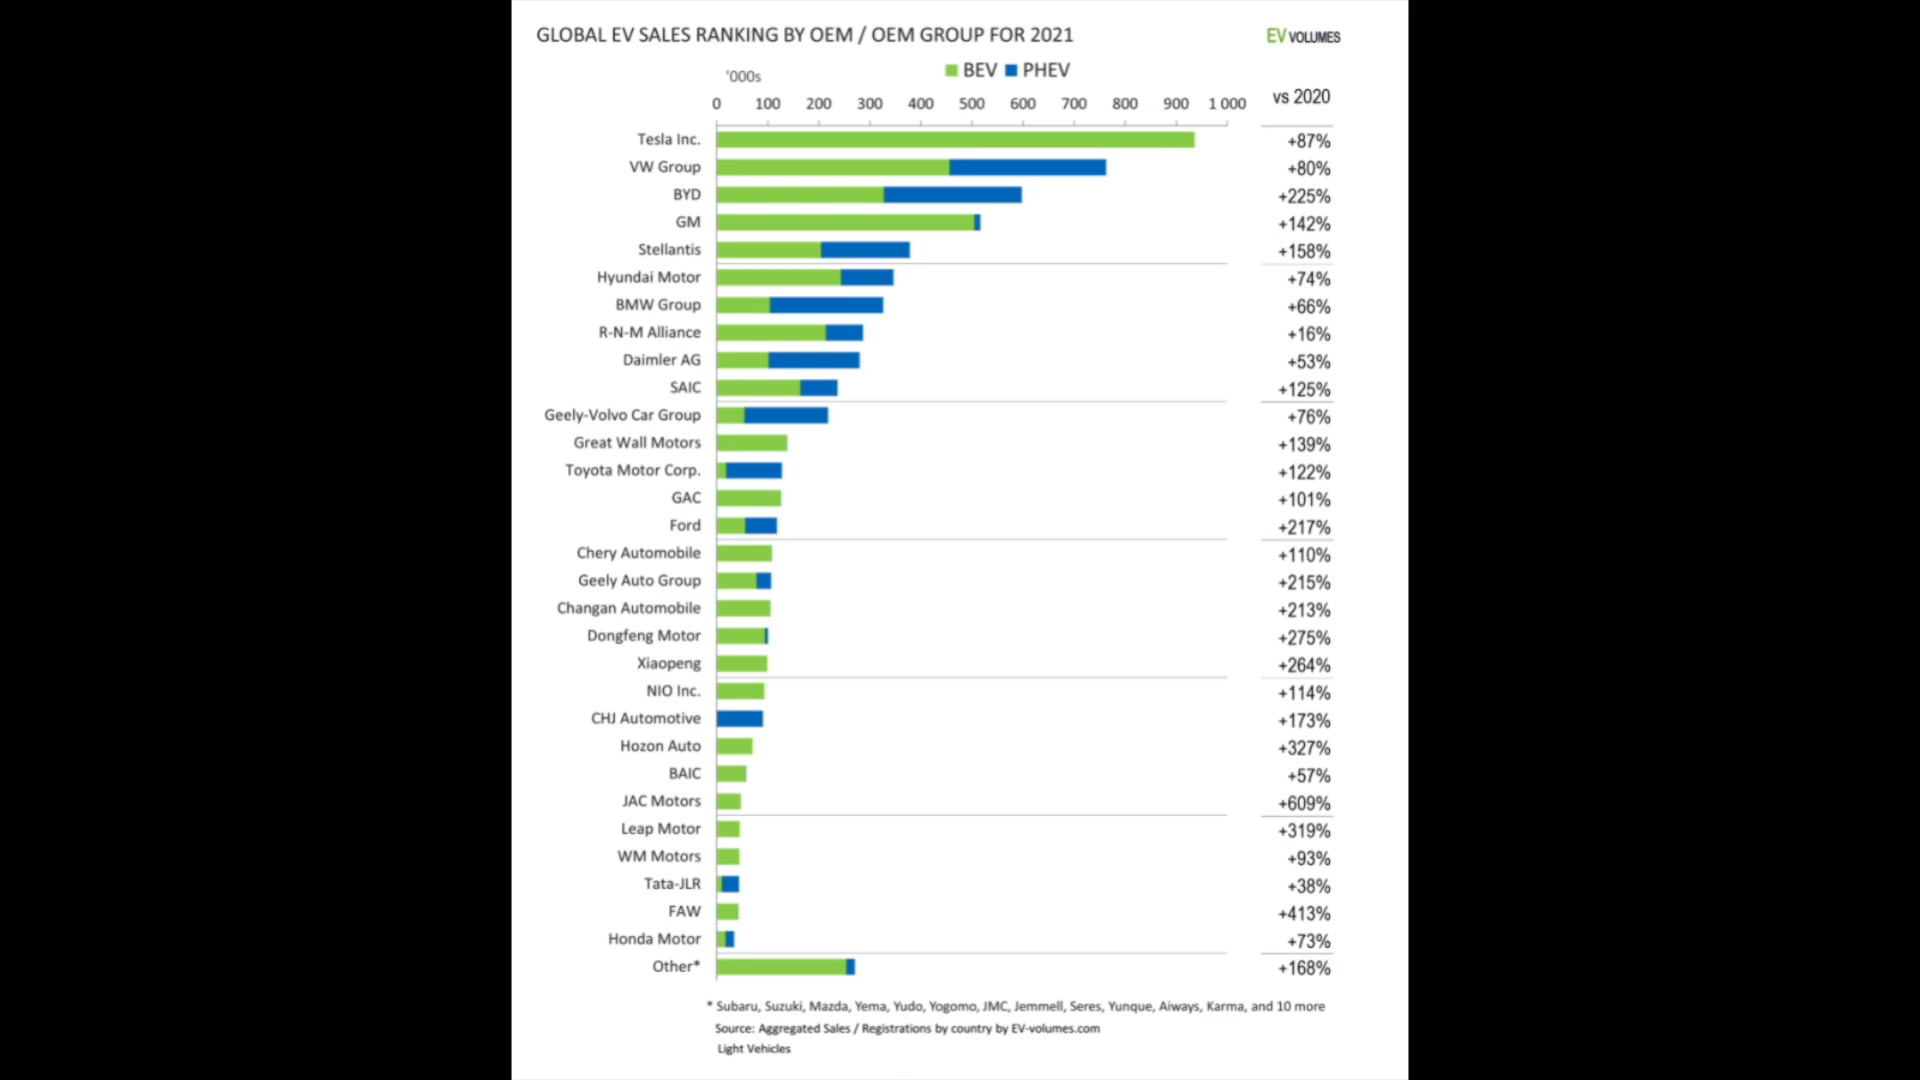 GLOBAL EV SALES RANKING BY OEM / OEM GROUP FOR 2021
EV VOLUMES
'000s
BEV PHEV
vs 2020
0 100 200 300 400 500 600 700 800 900 1 000
Tesla Inc. +87%
VW Group +80%
BYD +225%
GM +142%
Stellantis +158%
Hyundai Motor +74%
BMW Group +66%
R-N-M Alliance +16%
Daimler AG +53%
SAIC +125%
Geely-Volvo Car Group +76%
Great Wall Motors +139%
Toyota Motor Corp. +122%
GAC +101%
Ford +217%
Chery Automobile +110%
Geely Auto Group +215%
Changan Automobile +213%
Dongfeng Motor +275%
Xiaopeng +264%
NIO Inc. +114%
CHJ Automotive +173%
Hozon Auto +327%
BAIC +57%
JAC Motors +609%
Leap Motor +319%
WM Motors +93%
Tata-JLR +38%
FAW +413%
Honda Motor +73%
Other* +168%
* Subaru, Suzuki, Mazda, Yema, Yudo, Yogomo, JMC, Jemmell, Seres, Yunque, Aiways, Karma, and 10 more
Source: Aggregated Sales / Registrations by country by EV-volumes.com
Light Vehicles